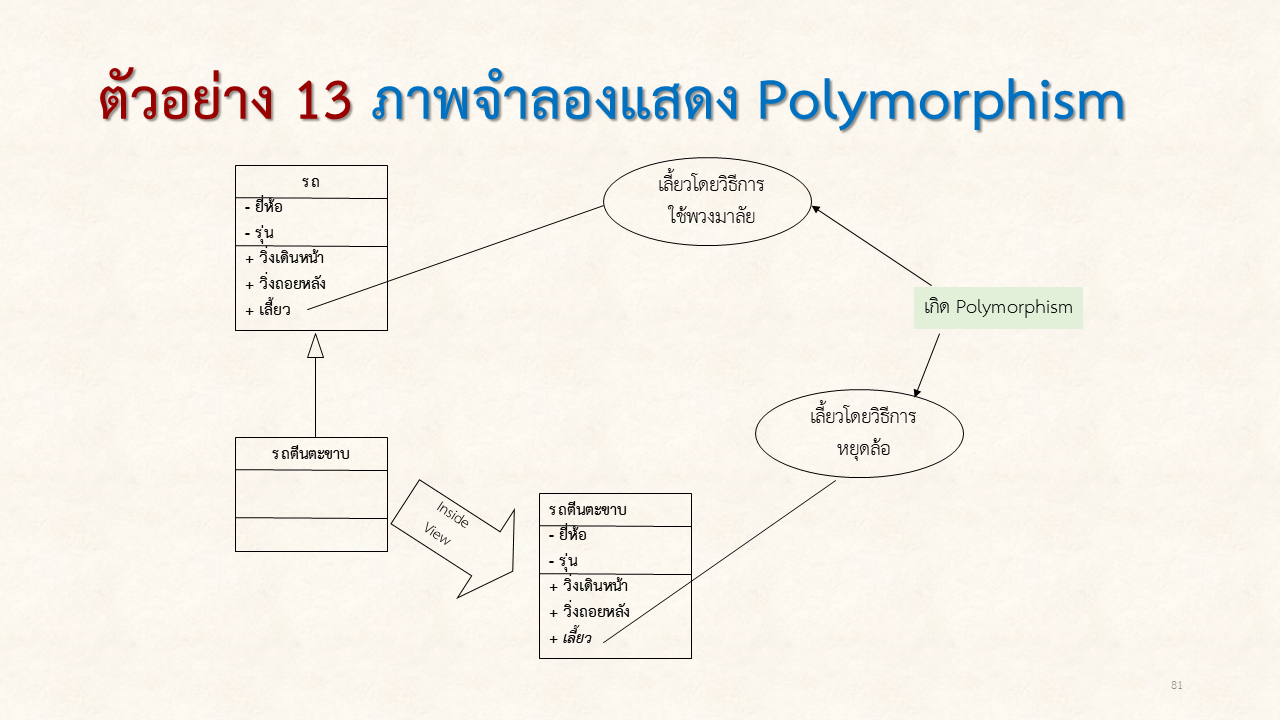 ตัวอย่าง 13 ภาพจำลองแสดง Polymorphism
รถ
- ยี่ห้อ
- รุ่น
+ วิ่งเดินหน้า
+ วิ่งถอยหลัง
+ เลี้ยว
เลี้ยวโดยวิธีการ
ใช้พวงมาลัย
เกิด Polymorphism
เลี้ยวโดยวิธีการ
หยุดล้อ
รถตีนตะขาบ
Inside
View
รถตีนตะขาบ
- ยี่ห้อ
- รุ่น
+ วิ่งเดินหน้า
+ วิ่งถอยหลัง
+ เลี้ยว
81